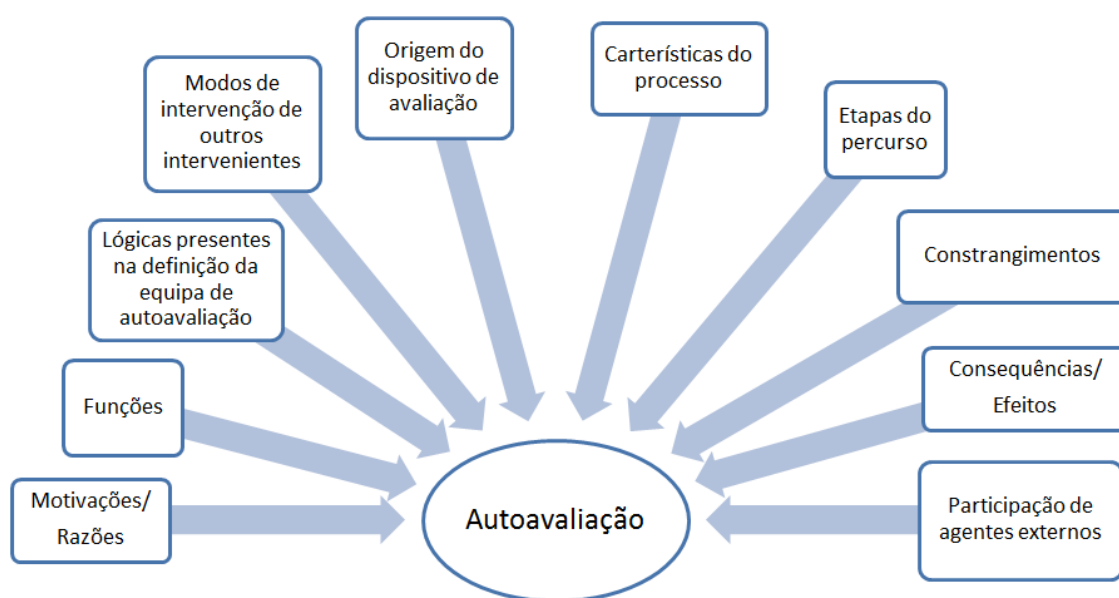 Motivações/
Razões
Funções
Lógicas presentes
na definição da
equipa de
autoavaliação
Modos de
intervenção de
outros
intervenientes
Origem do
dispositivo de
avaliação
Carterísticas do
processo
Etapas do
percurso
Constrangimentos
Consequências/
Efeitos
Participação de
agentes externos
Autoavaliação